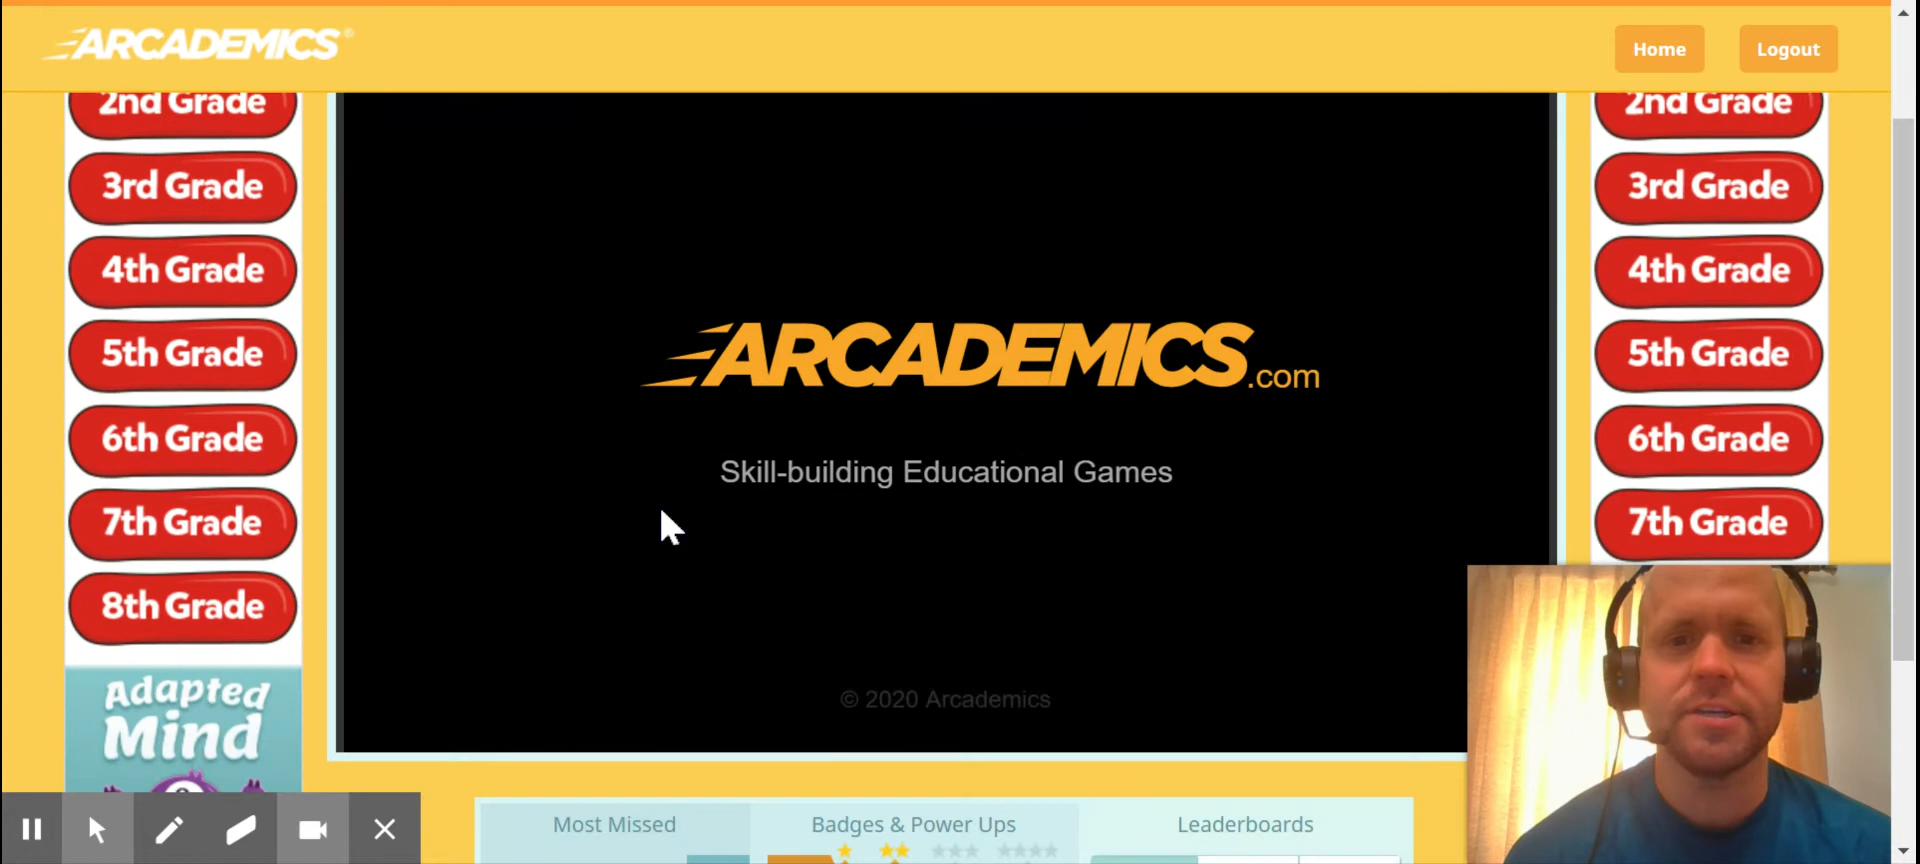 ARCADEMICS®
Home
Logout
2nd Grade
3rd Grade
4th Grade
5th Grade
6th Grade
7th Grade
8th Grade
Adapted
Mind
ARCADEMICS.com
Skill-building Educational Games
© 2020 Arcademics
2nd Grade
3rd Grade
4th Grade
5th Grade
6th Grade
7th Grade
Most Missed
Badges & Power Ups
Leaderboards